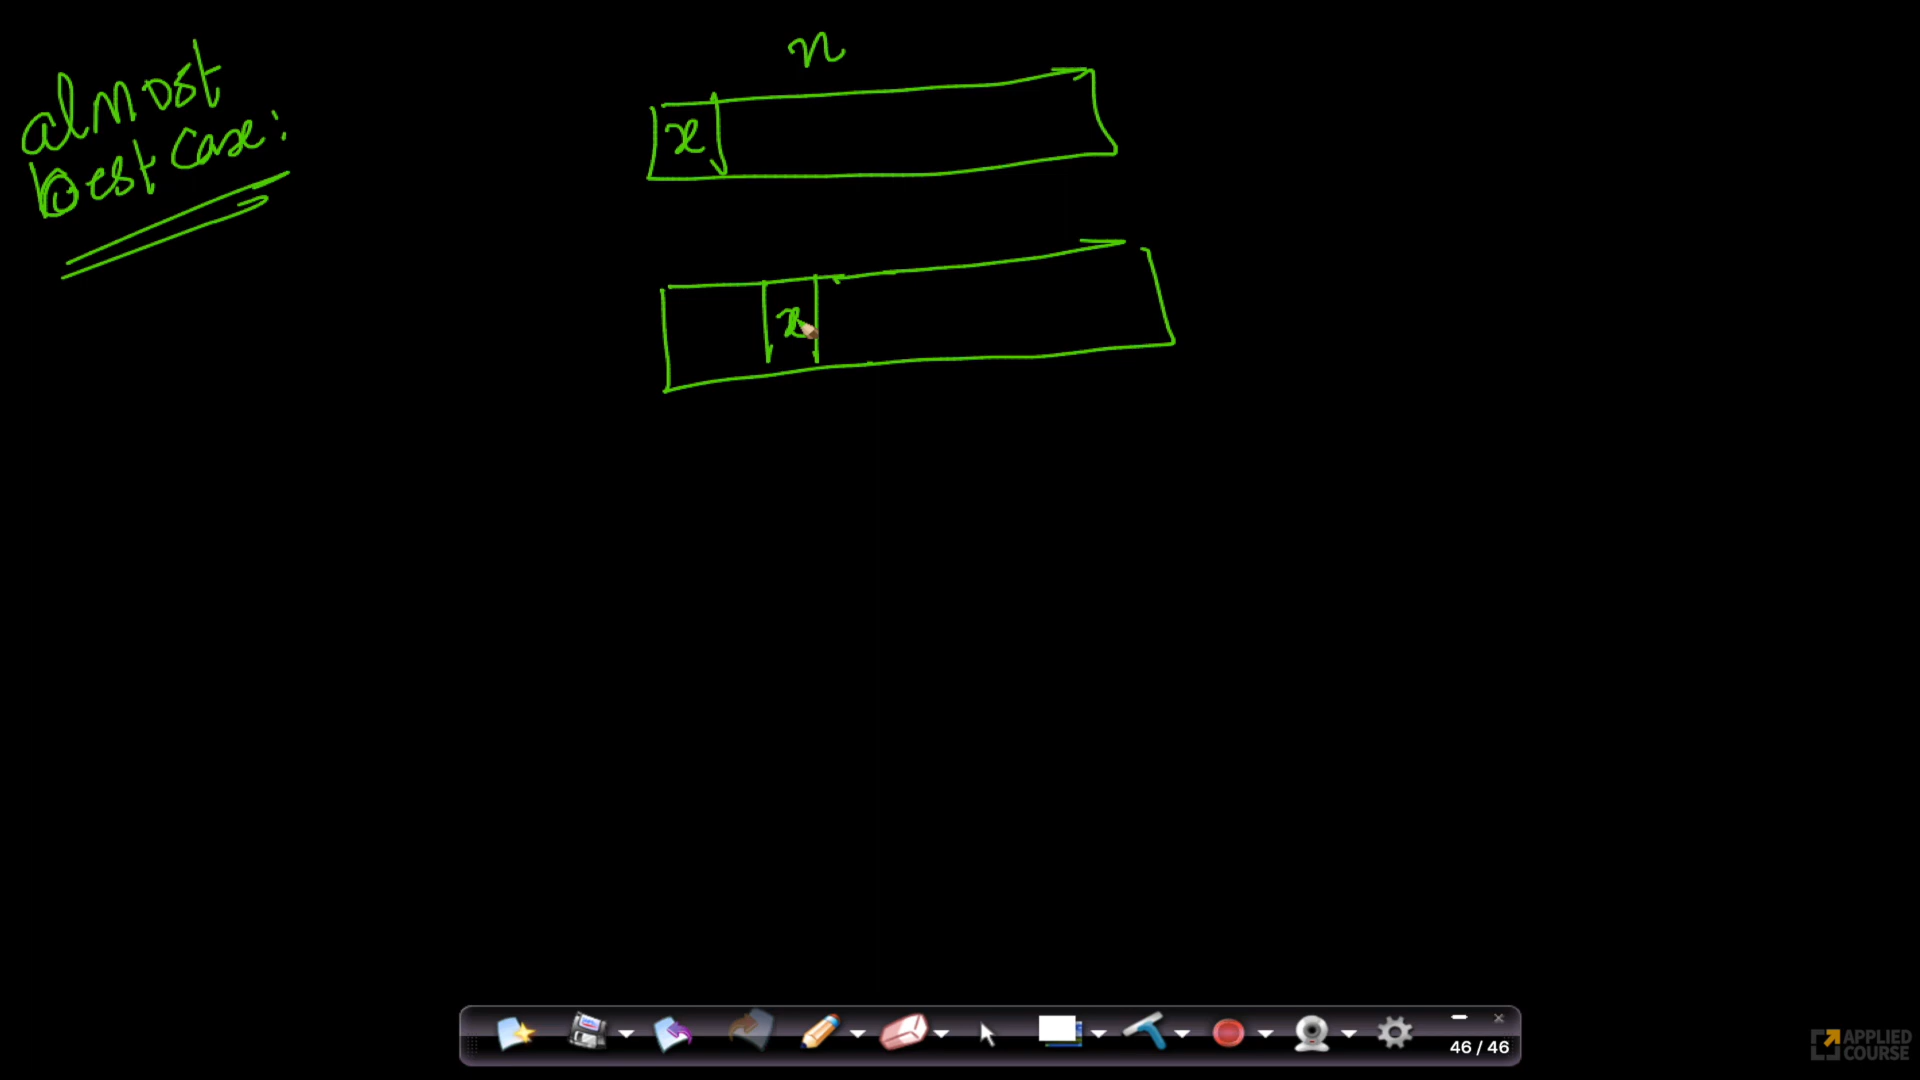 almost
best case:
n
x
x
46 / 46
APPLIED
COURSE